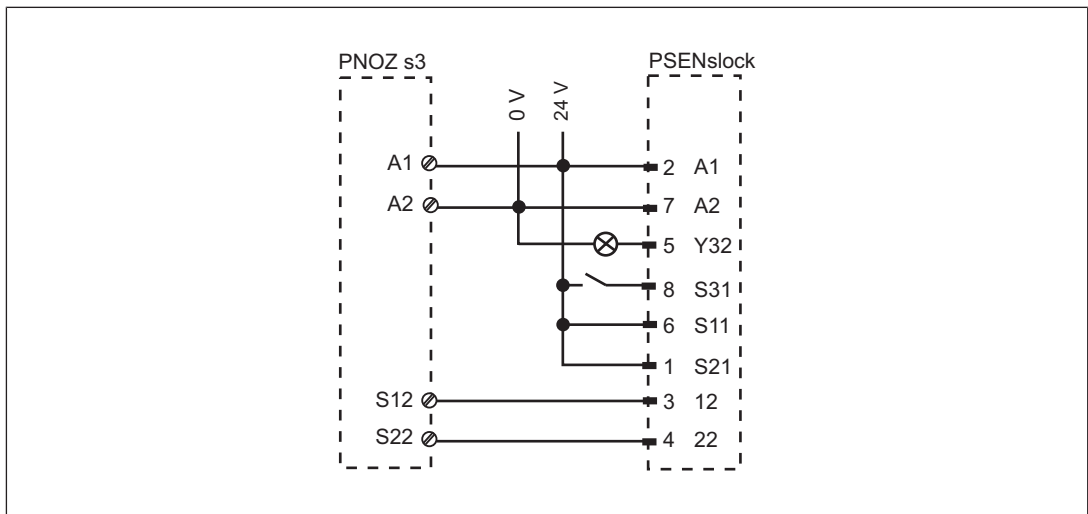 PNOZ s3
PSENslock
0 V
24 V
A1
2 A1
A2
7 A2
5 Y32
8 S31
6 S11
1 S21
S12
3 12
S22
4 22